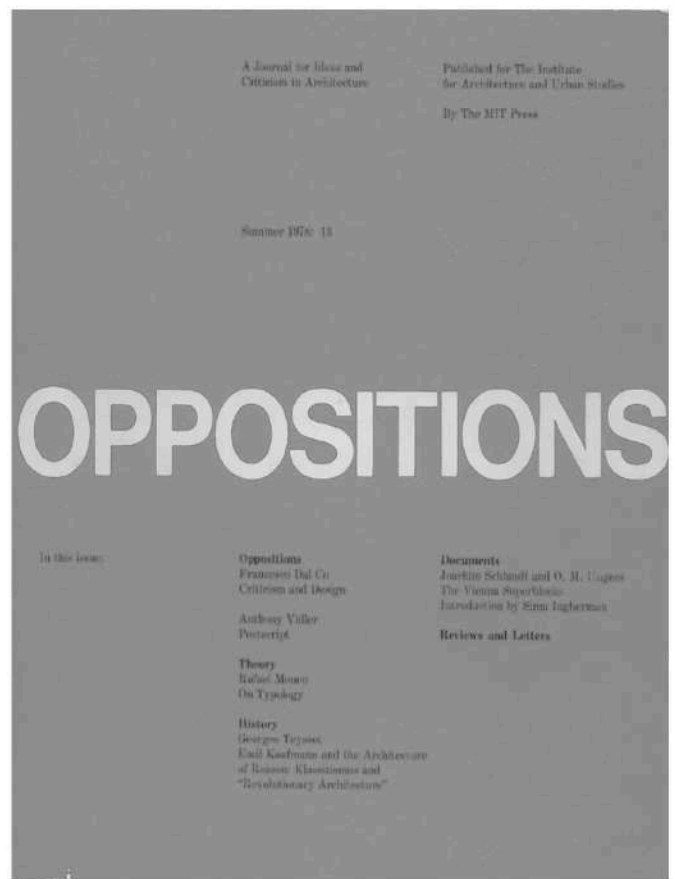 A Journal for Ideas and
Criticism in Architecture
Published for The Institute
for Architecture and Urban Studies
By The MIT Press
Summer 1978: 13
OPPOSITIONS
In this issue:
Oppositions
Francesco Dal Co
Criticism and Design
Anthony Vidler
Postscript
Theory
Rafael Moneo
On Typology
History
Georges Teyssot
Emil Kaufmann and the Architecture
of Reason: Klassizismus and
"Revolutionary Architecture"
Documents
Joachim Schlandt and O. M. Ungers
The Vienna Superblocks
Introduction by Sima Ingberman
Reviews and Letters